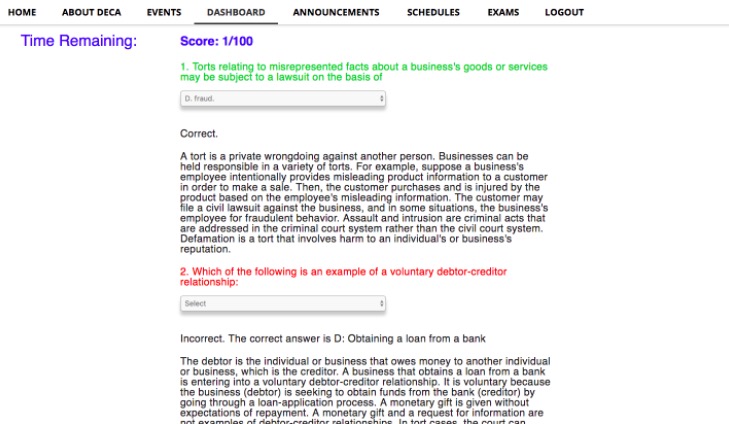 HOME ABOUT DECA EVENTS DASHBOARD ANNOUNCEMENTS SCHEDULES EXAMS LOGOUT
Time Remaining:
Score: 1/100
1. Torts relating to misrepresented facts about a business's goods or services
may be subject to a lawsuit on the basis of
D. fraud.
Correct.
A tort is a private wrongdoing against another person. Businesses can be
held responsible in a variety of torts. For example, suppose a business's
employee intentionally provides misleading product information to a customer
in order to make a sale. Then, the customer purchases and is injured by the
product based on the employee's misleading information. The customer may
file a civil lawsuit against the business, and in some situations, the business's
employee for fraudulent behavior. Assault and intrusion are criminal acts that
are addressed in the criminal court system rather than the civil court system.
Defamation is a tort that involves harm to an individual's or business's
reputation.
2. Which of the following is an example of a voluntary debtor-creditor
relationship:
Select
Incorrect. The correct answer is D: Obtaining a loan from a bank
The debtor is the individual or business that owes money to another individual
or business, which is the creditor. A business that obtains a loan from a bank
is entering into a voluntary debtor-creditor relationship. It is voluntary because
the business (debtor) is seeking to obtain funds from the bank (creditor) by
going through a loan-application process. A monetary gift is given without
expectations of repayment. A monetary gift and a request for information are
not examples of debtor-creditor relationships. In tort cases, the court can